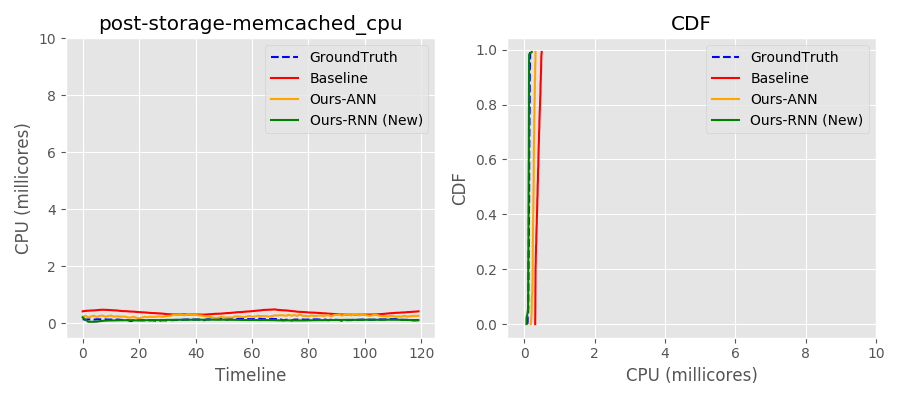 post-storage-memcached_cpu
CPU (millicores)
10
8
6
4
2
0
0
20
40
60
80
100
120
Timeline
GroundTruth
Baseline
Ours-ANN
Ours-RNN (New)
CDF
CDF
1.0
0.8
0.6
0.4
0.2
0.0
0
2
4
6
8
10
CPU (millicores)
GroundTruth
Baseline
Ours-ANN
Ours-RNN (New)